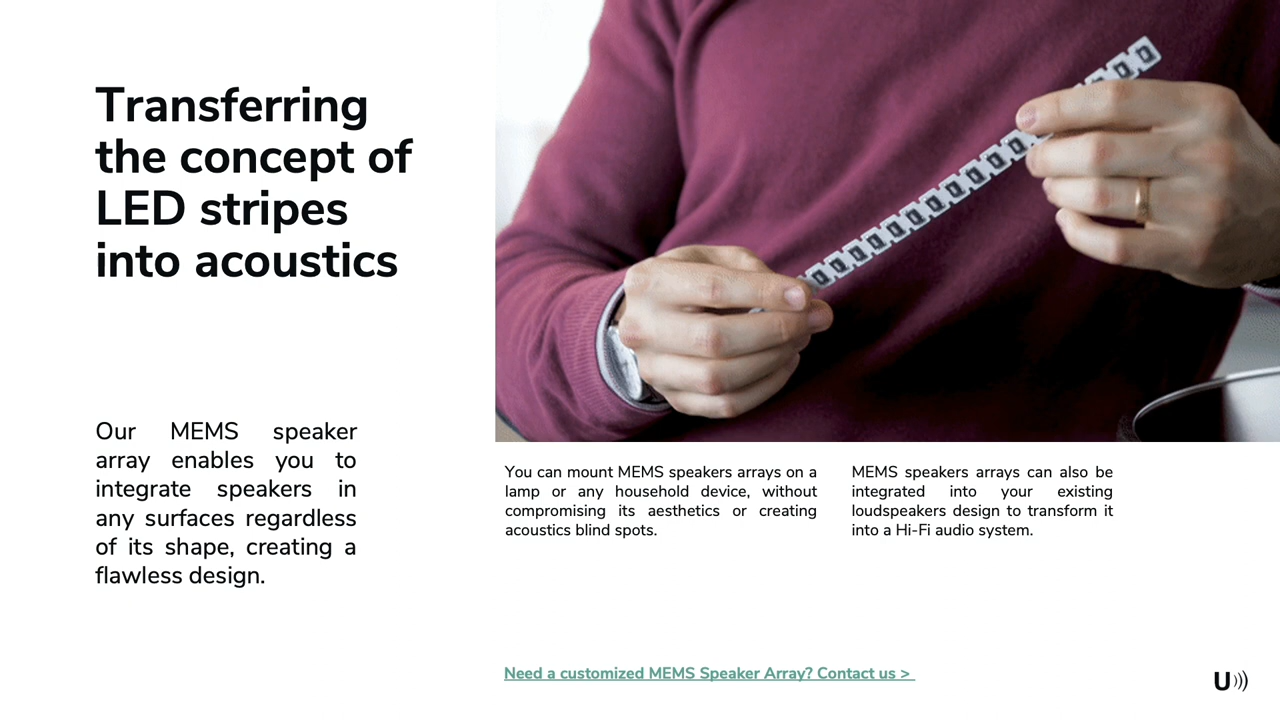 Transferring
the concept of
LED stripes
into acoustics
Our MEMS speaker
array enables you to
integrate speakers in
any surfaces regardless
of its shape, creating a
flawless design.
You can mount MEMS speakers arrays on a
lamp or any household device, without
compromising its aesthetics or creating
acoustics blind spots.
MEMS speakers arrays can also be
integrated into your existing
loudspeakers design to transform it
into a Hi-Fi audio system.
Need a customized MEMS Speaker Array? Contact us >
U